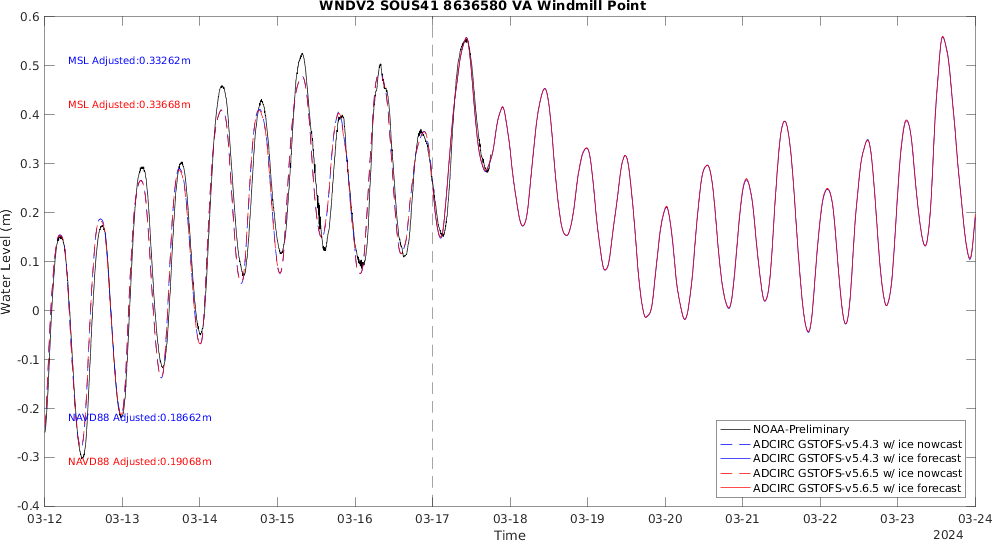 WNDV2 SOUS41 8636580 VA Windmill Point
0.6
0.5
0.4
0.3
0.2
0.1
0
-0.1
-0.2
-0.3
-0.4
Water Level (m)
MSL Adjusted:0.33262m
MSL Adjusted:0.33668m
NAVD88 Adjusted:0.18662m
NAVD88 Adjusted:0.19068m
NOAA-Preliminary
ADCIRC GSTOFS-v5.4.3 w/ ice nowcast
ADCIRC GSTOFS-v5.4.3 w/ ice forecast
ADCIRC GSTOFS-v5.6.5 w/ ice nowcast
ADCIRC GSTOFS-v5.6.5 w/ ice forecast
03-12 03-13 03-14 03-15 03-16 03-17 03-18 03-19 03-20 03-21 03-22 03-23 03-24
Time
2024